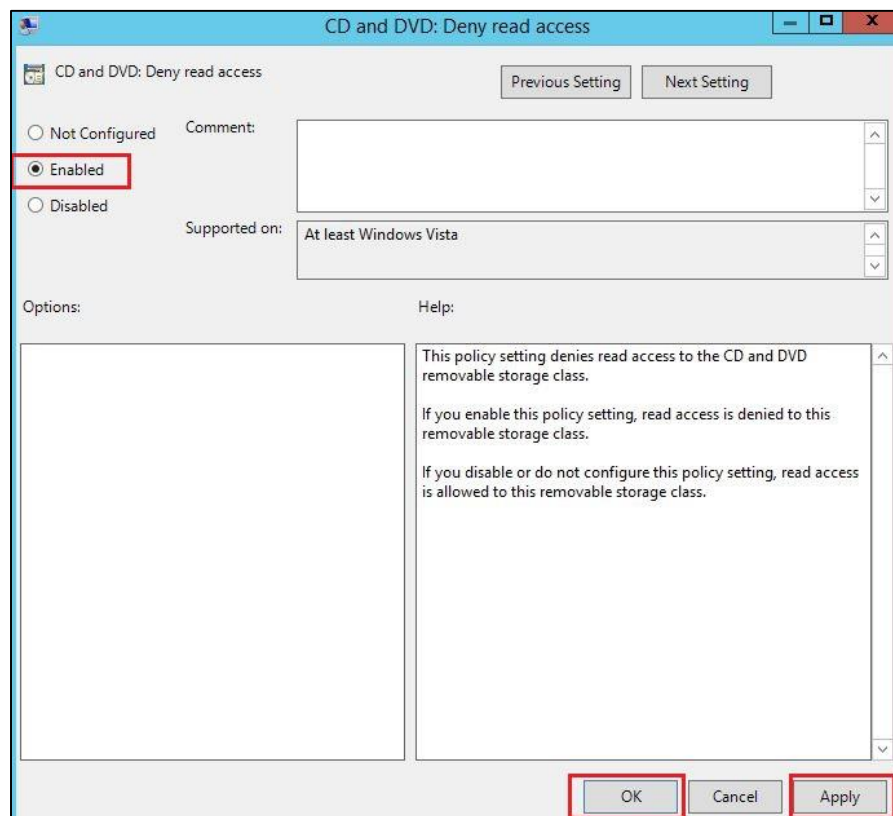 CD and DVD: Deny read access
CD and DVD: Deny read access
Previous Setting
Next Setting
Not Configured
Comment:
Enabled
Disabled
Supported on:
At least Windows Vista
Options:
Help:
This policy setting denies read access to the CD and DVD
removable storage class.
If you enable this policy setting, read access is denied to this
removable storage class.
If you disable or do not configure this policy setting, read access
is allowed to this removable storage class.
OK
Cancel
Apply